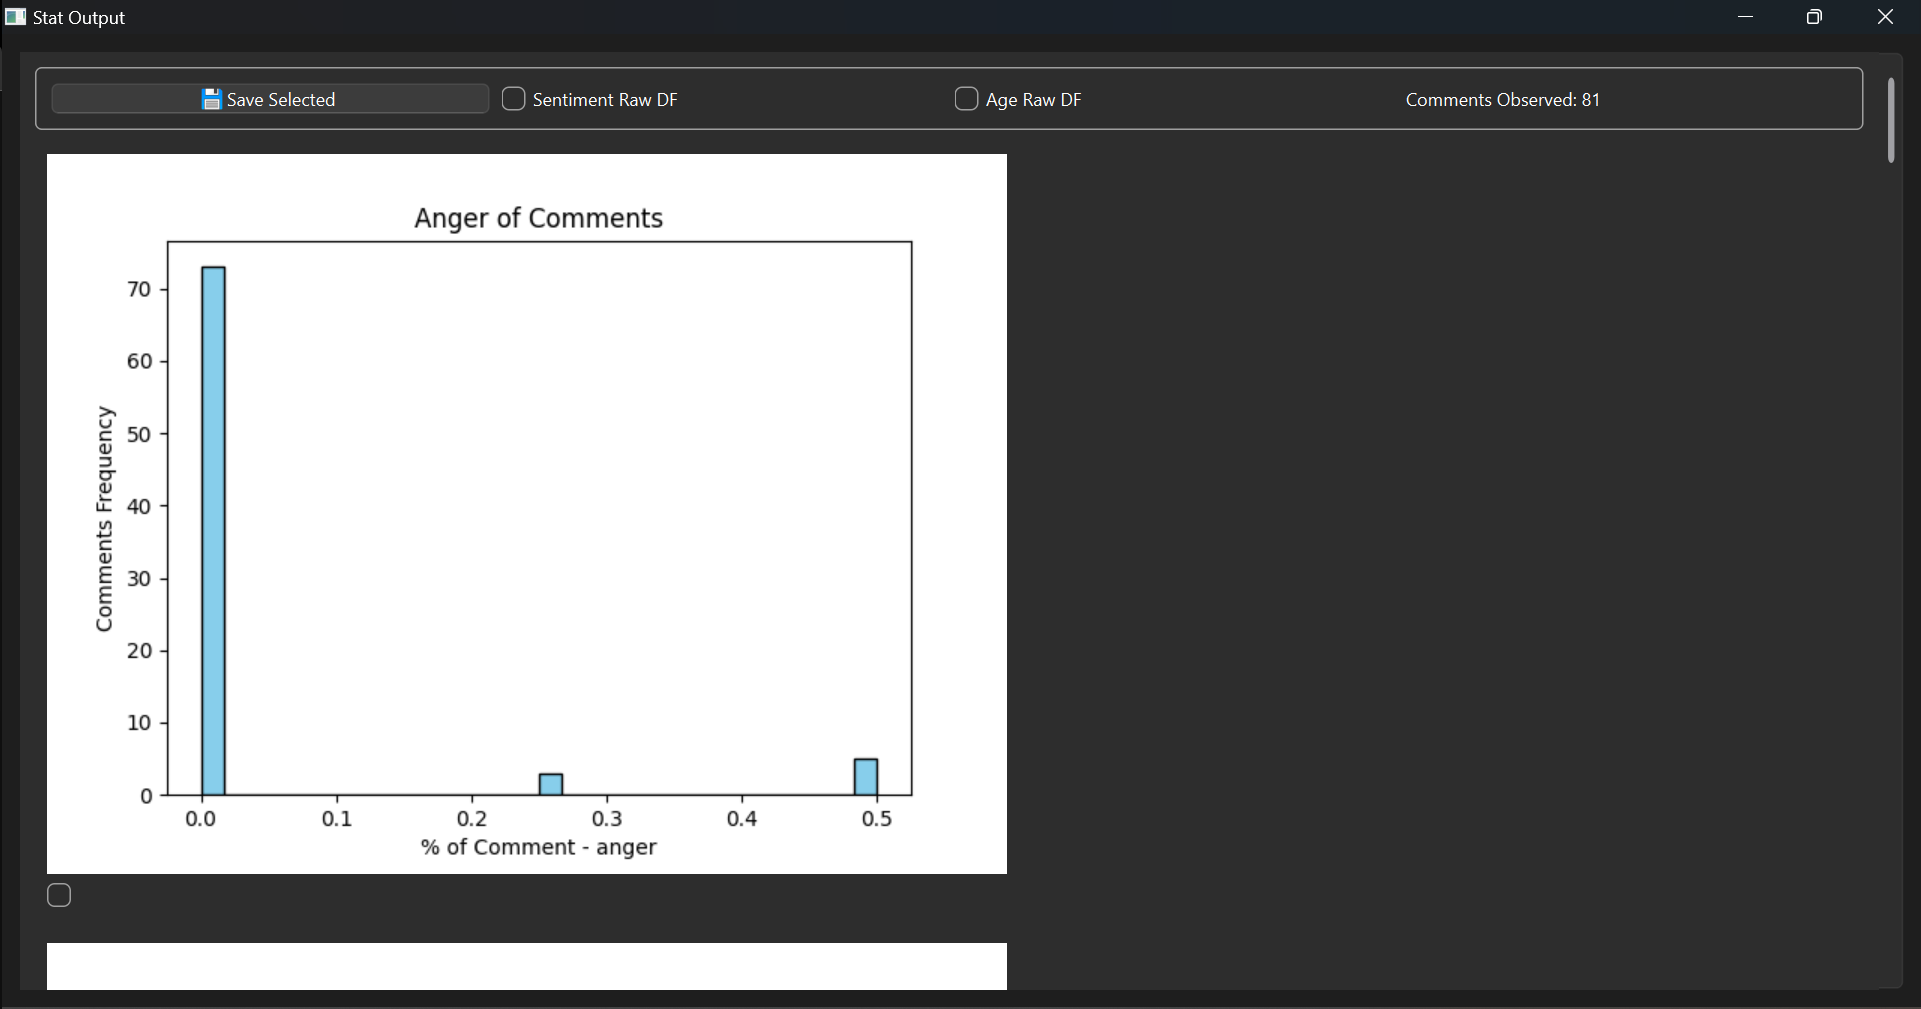 Stat Output
💾 Save Selected
Sentiment Raw DF
Age Raw DF
Comments Observed: 81
Anger of Comments
Comments Frequency
70
60
50
40
30
20
10
0
0.0 0.1 0.2 0.3 0.4 0.5
% of Comment - anger